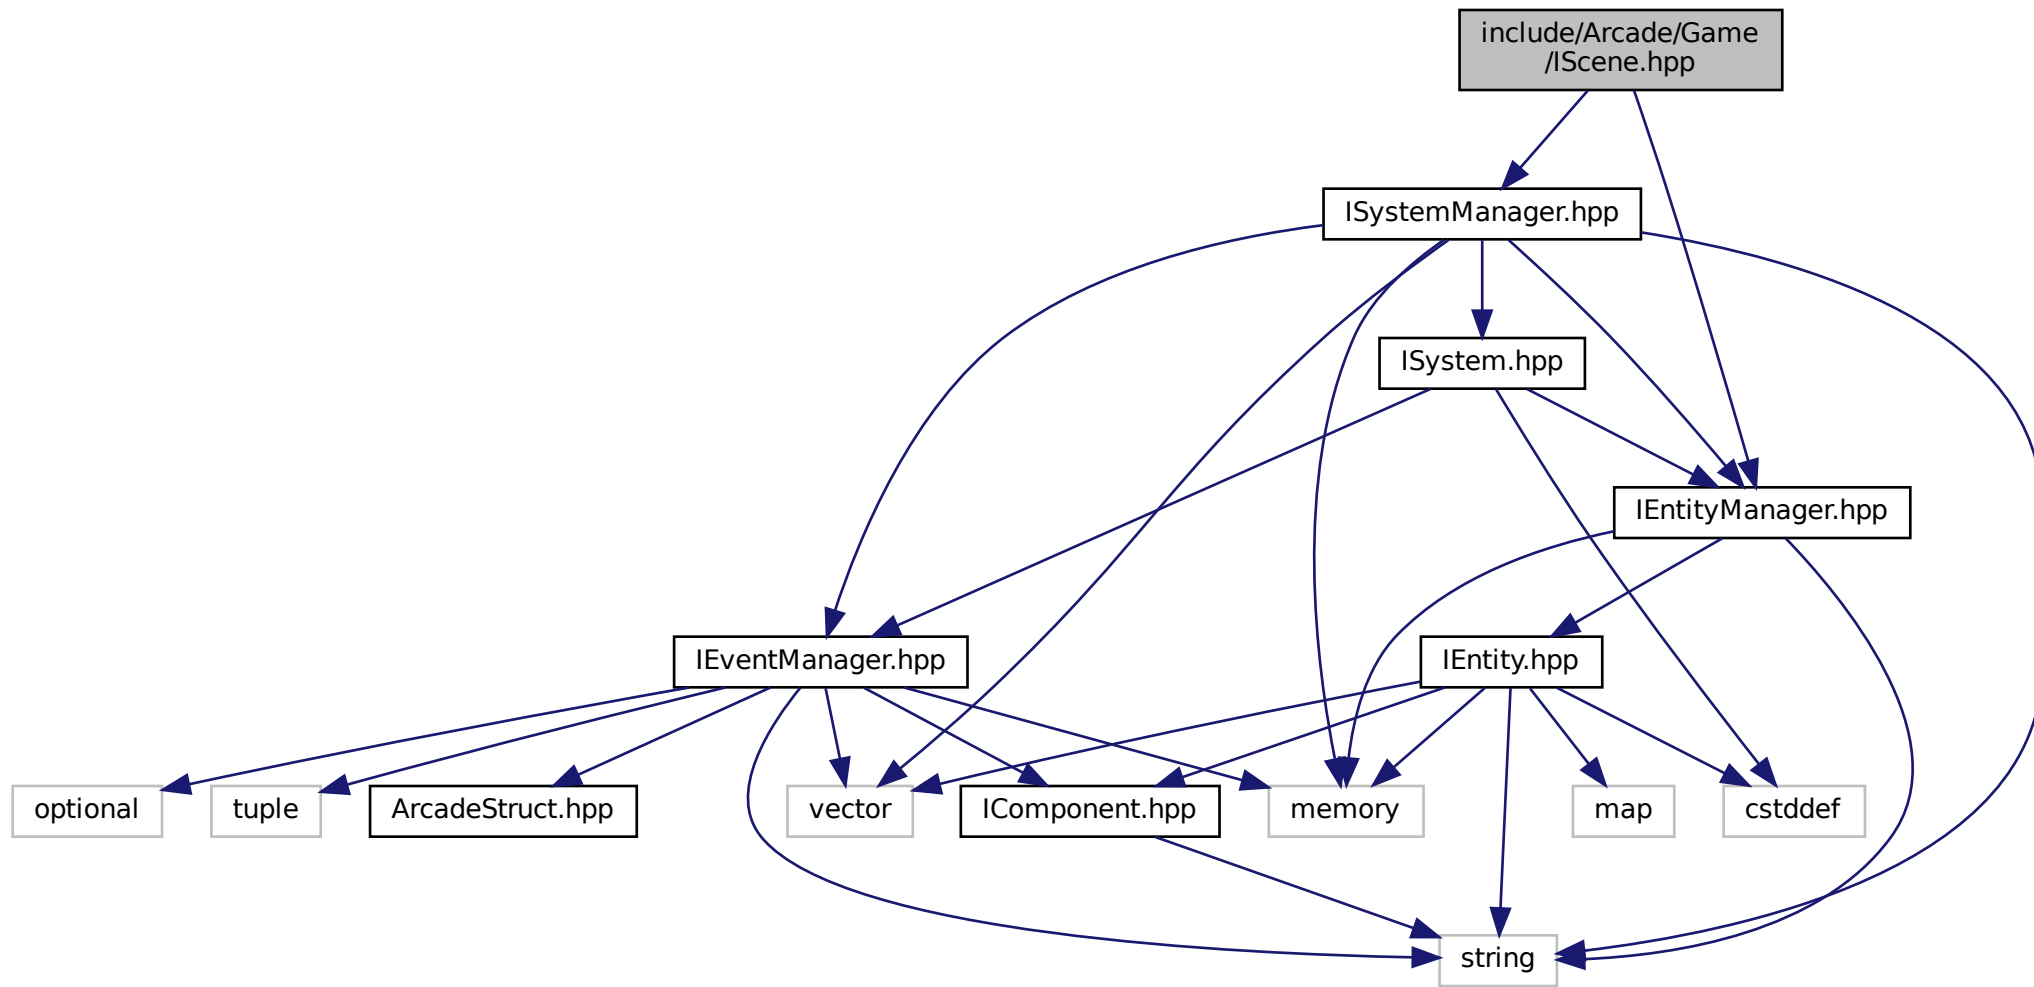 include/Arcade/Game
/IScene.hpp
ISystemManager.hpp
ISystem.hpp
IEntityManager.hpp
IEventManager.hpp
IEntity.hpp
optional
tuple
ArcadeStruct.hpp
vector
IComponent.hpp
memory
map
cstddef
string